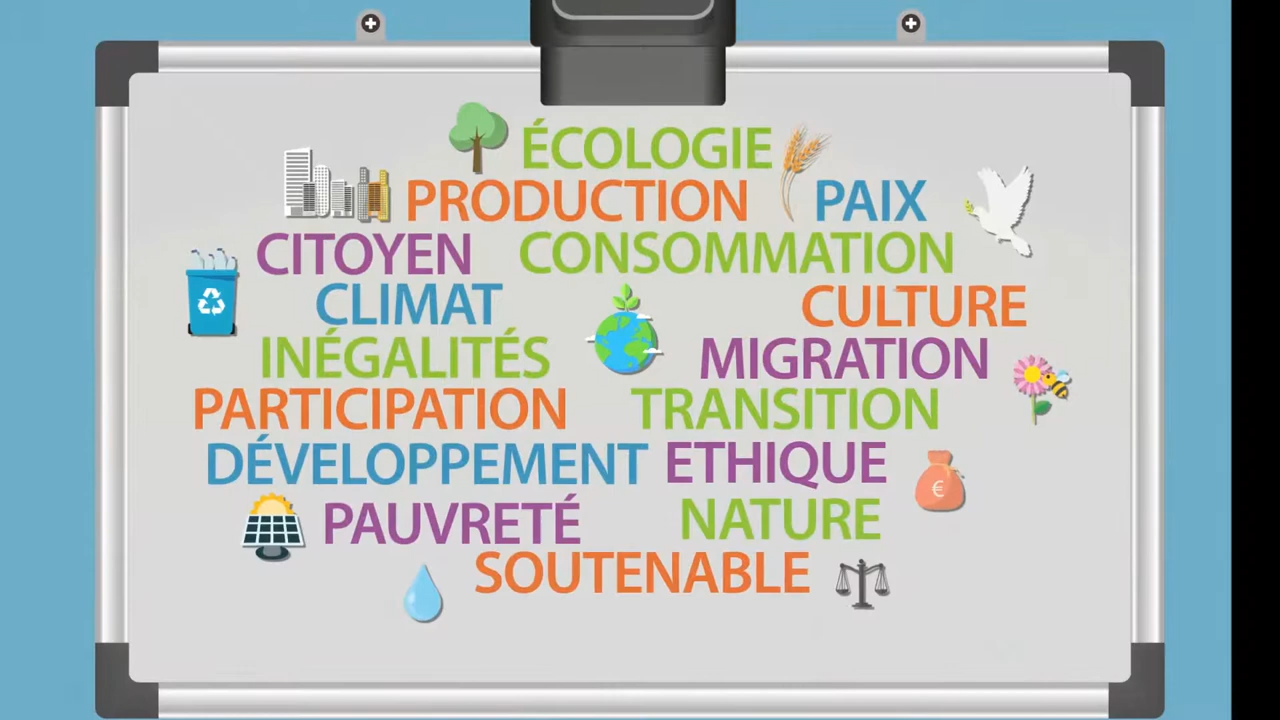 ÉCOLOGIE
PRODUCTION PAIX
CITOYEN CONSOMMATION
CLIMAT CULTURE
INÉGALITÉS MIGRATION
PARTICIPATION TRANSITION
DÉVELOPPEMENT ETHIQUE
€
PAUVRETÉ NATURE
SOUTENABLE